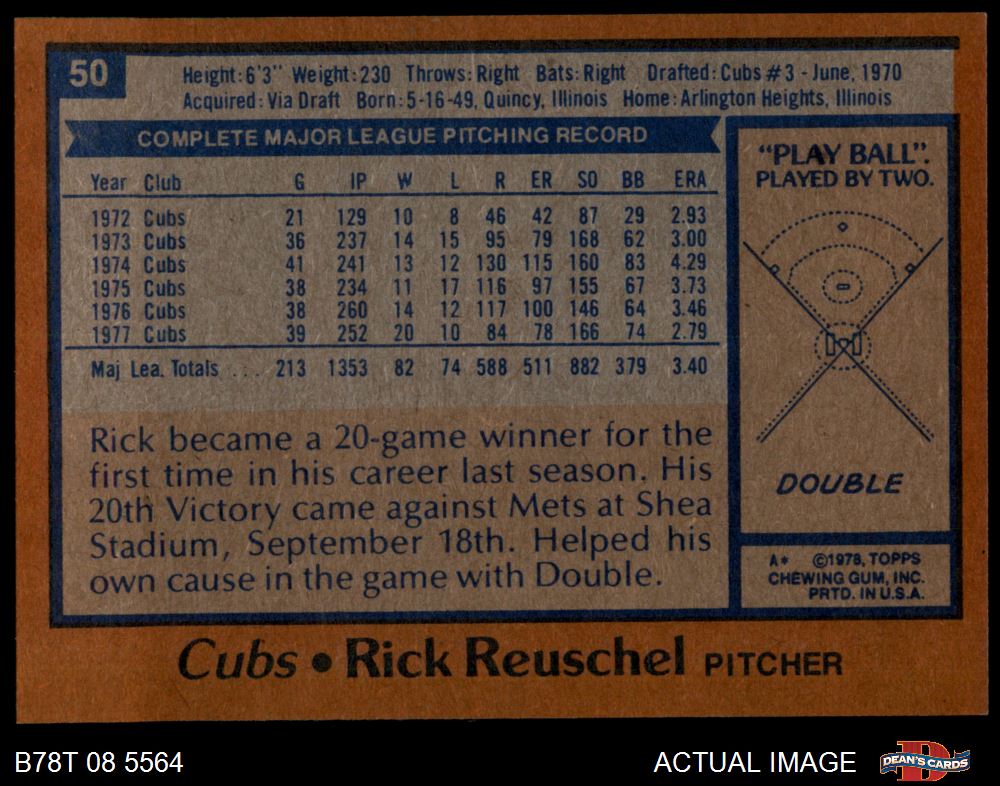 50
Height:6'3" Weight:230 Throws:Right Bats:Right Drafted:Cubs #3 - June, 1970
Acquired:Via Draft Born:5-16-49, Quincy, Illinois Home:Arlington Heights, Illinois
COMPLETE MAJOR LEAGUE PITCHING RECORD
Year Club G IP W L R ER SO BB ERA
1972 Cubs 21 129 10 8 46 42 87 29 2.93
1973 Cubs 36 237 14 15 95 79 168 62 3.00
1974 Cubs 41 241 13 12 130 115 160 83 4.29
1975 Cubs 38 234 11 17 116 97 155 67 3.73
1976 Cubs 38 260 14 12 117 100 146 64 3.46
1977 Cubs 39 252 20 10 84 78 166 74 2.79
Maj Lea. Totals ... 213 1353 82 74 588 511 882 379 3.40
Rick became a 20-game winner for the
first time in his career last season. His
20th Victory came against Mets at Shea
Stadium, September 18th. Helped his
own cause in the game with Double.
"PLAY BALL".
PLAYED BY TWO.
DOUBLE
A* ©1978, TOPPS
CHEWING GUM, INC.
PRTD. IN U.S.A.
Cubs • Rick Reuschel PITCHER
B78T 08 5564
ACTUAL IMAGE
DEAN'S CARDS